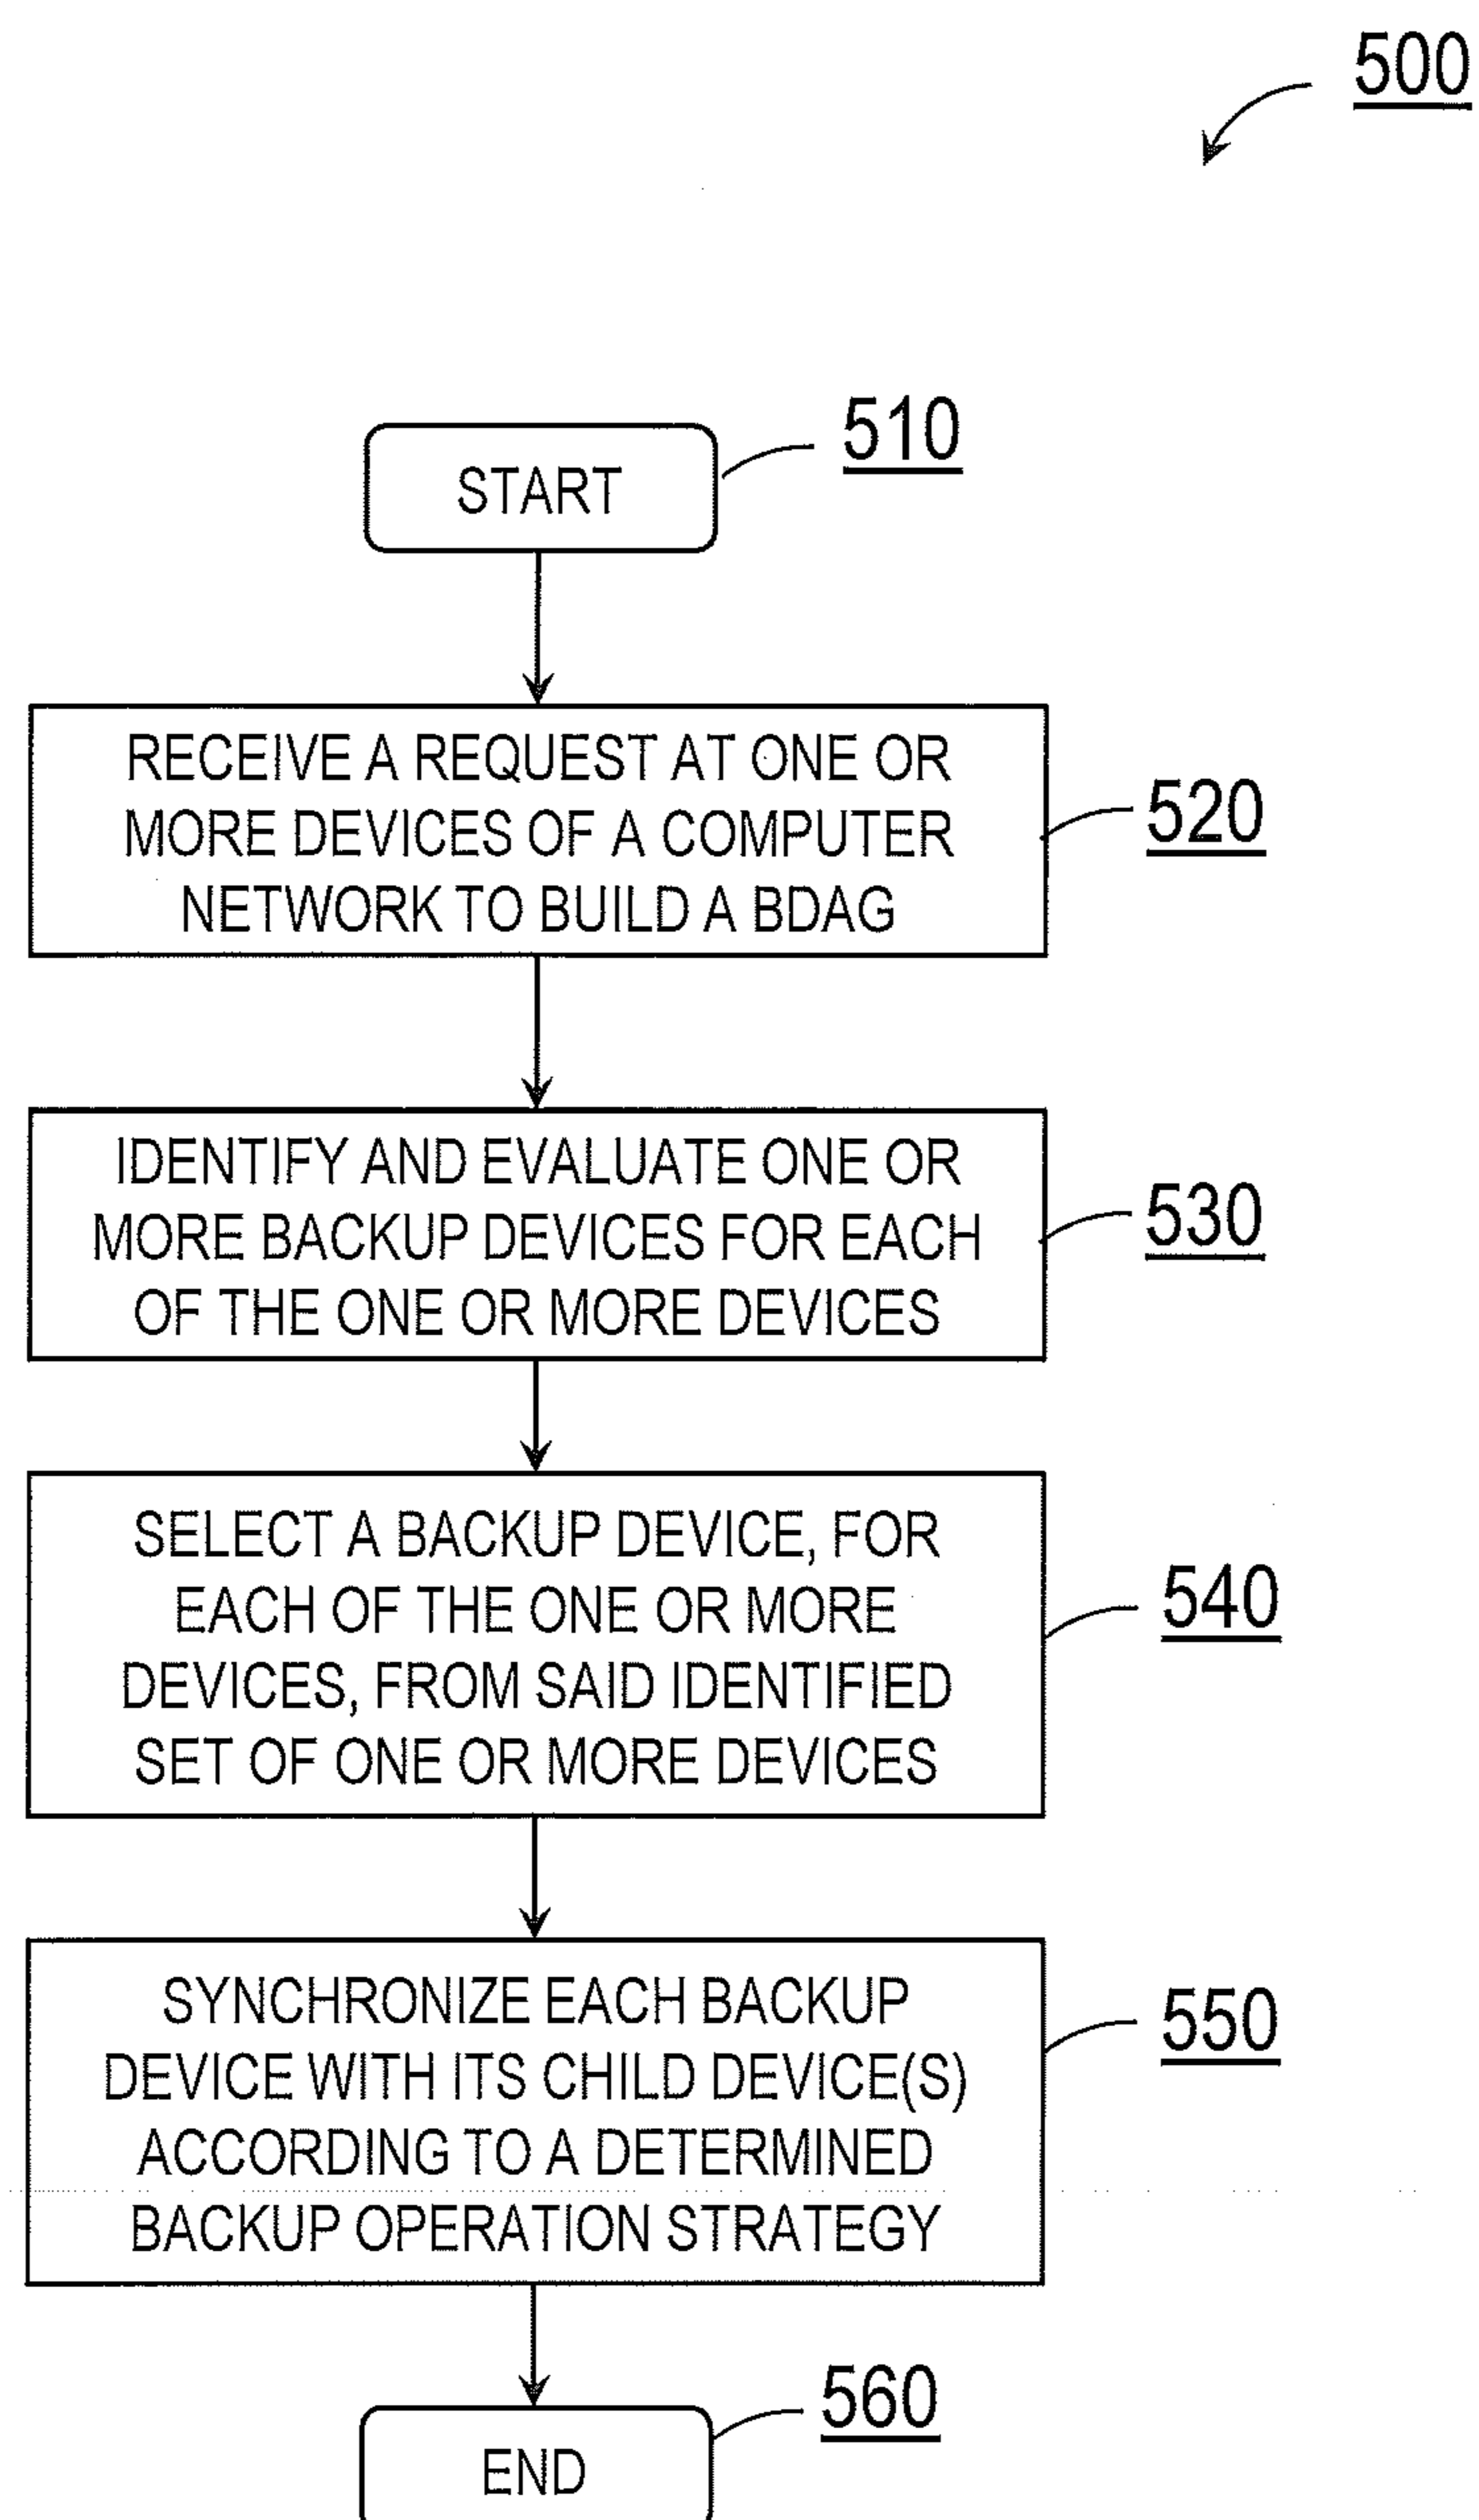 500
510
START
RECEIVE A REQUEST AT ONE OR
MORE DEVICES OF A COMPUTER
NETWORK TO BUILD A BDAG
520
IDENTIFY AND EVALUATE ONE OR
MORE BACKUP DEVICES FOR EACH
OF THE ONE OR MORE DEVICES
530
SELECT A BACKUP DEVICE, FOR
EACH OF THE ONE OR MORE
DEVICES, FROM SAID IDENTIFIED
SET OF ONE OR MORE DEVICES
540
SYNCHRONIZE EACH BACKUP
DEVICE WITH ITS CHILD DEVICE(S)
ACCORDING TO A DETERMINED
BACKUP OPERATION STRATEGY
550
560
END